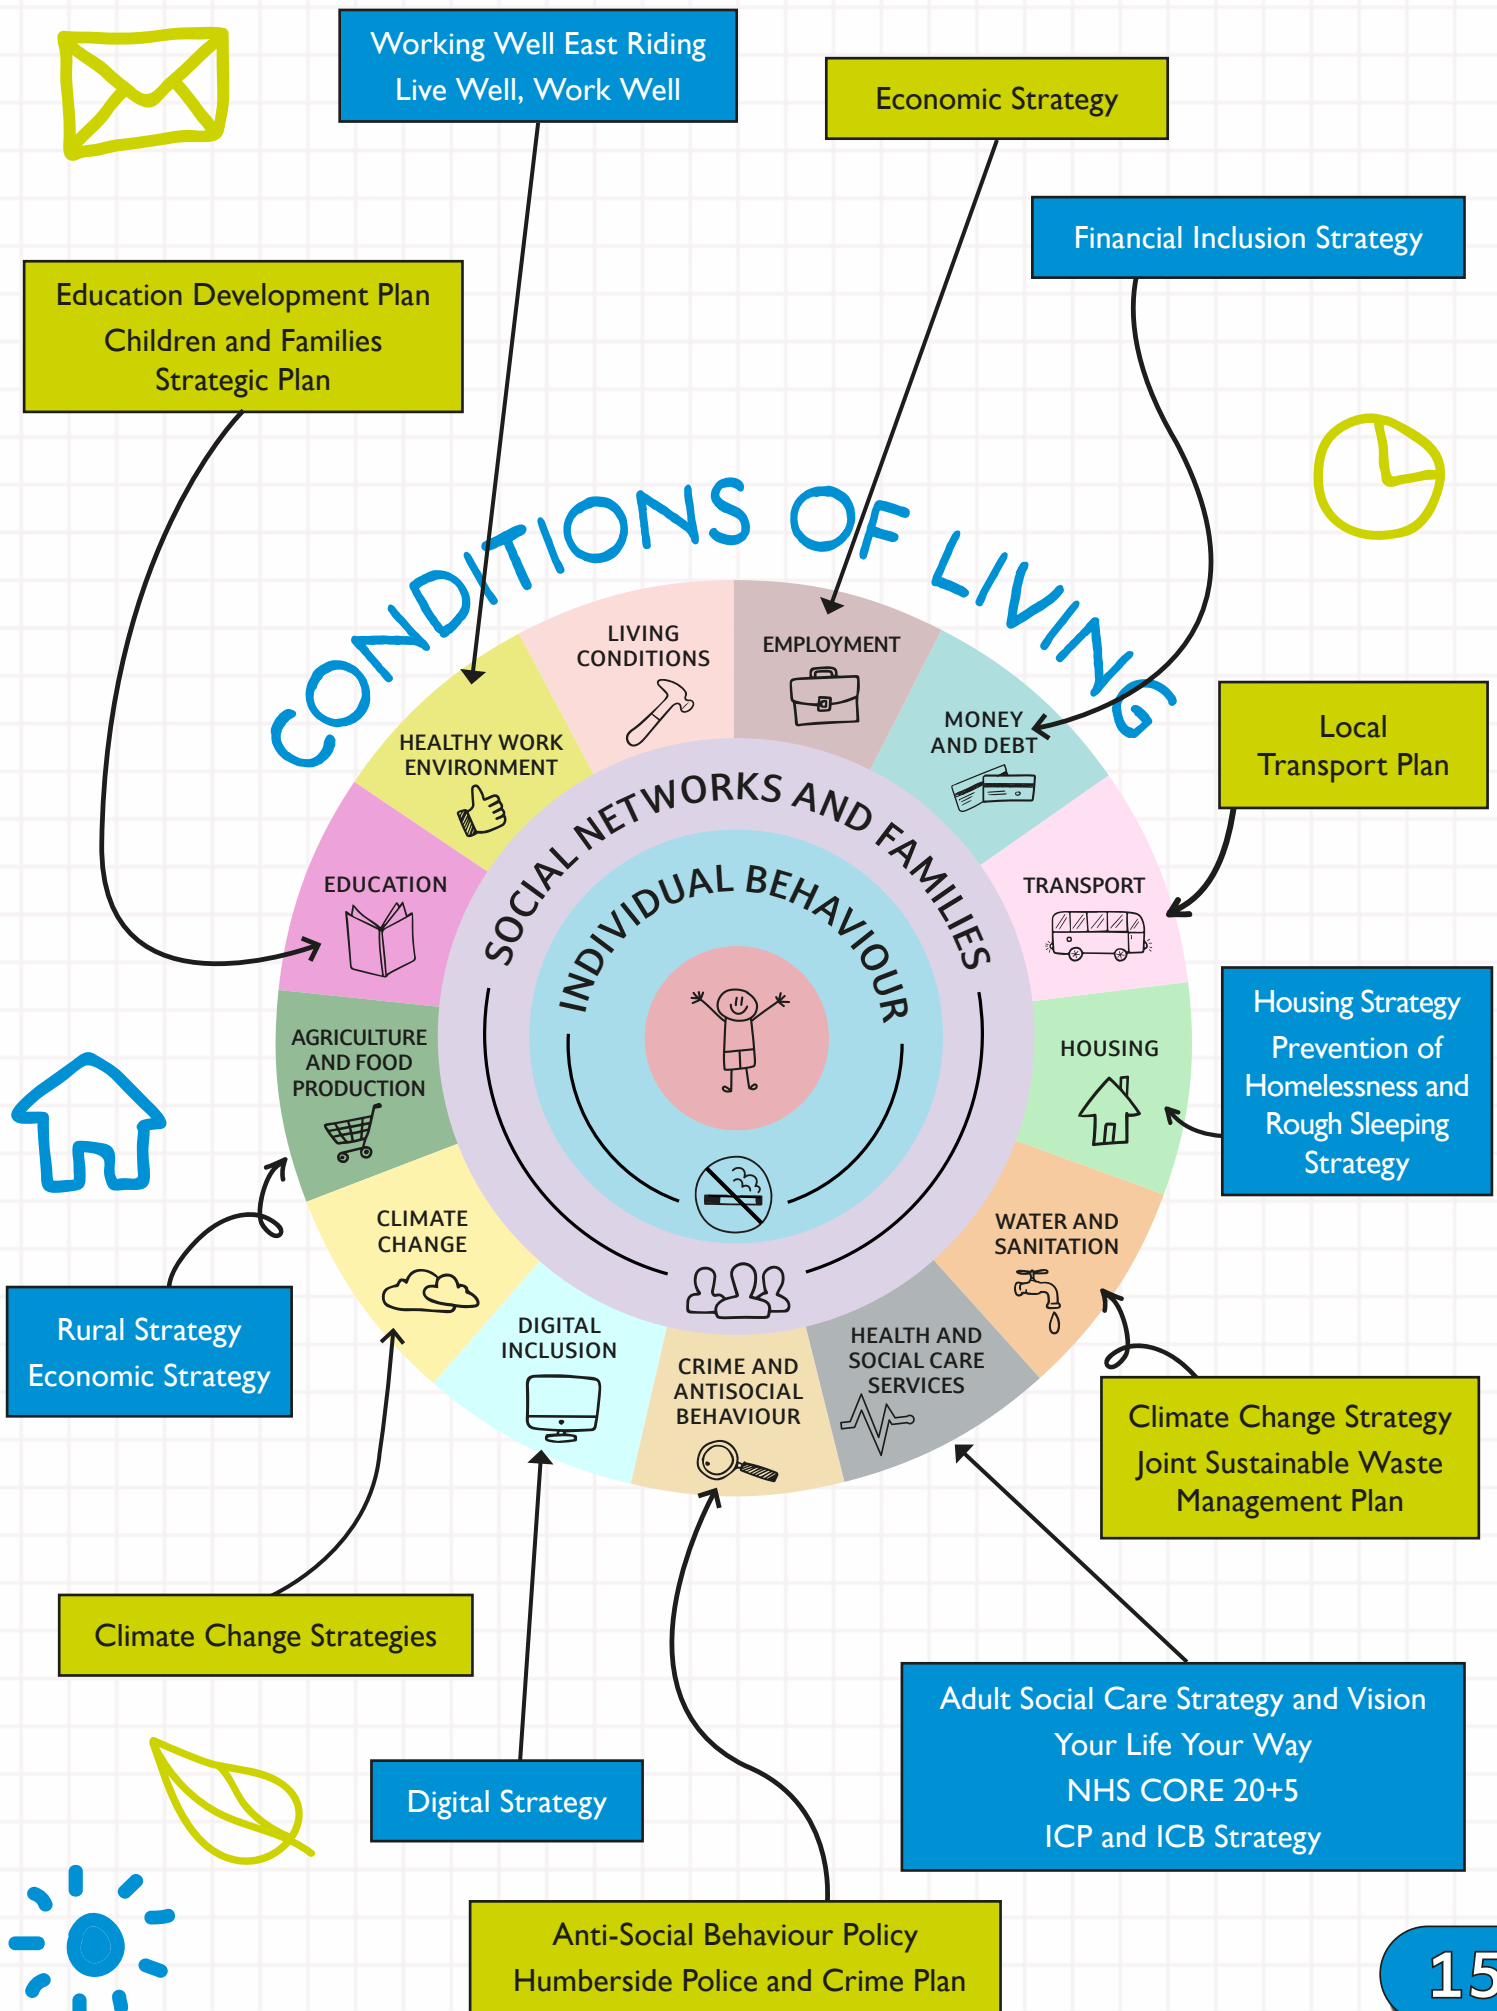 Working Well East Riding
Live Well, Work Well
Economic Strategy
Financial Inclusion Strategy
Education Development Plan
Children and Families
Strategic Plan
CONDITIONS OF LIVING
LIVING
CONDITIONS
EMPLOYMENT
MONEY
AND DEBT
Local
Transport Plan
HEALTHY WORK
ENVIRONMENT
SOCIAL NETWORKS AND FAMILIES
INDIVIDUAL BEHAVIOUR
EDUCATION
TRANSPORT
Housing Strategy
Prevention of
Homelessness and
Rough Sleeping
Strategy
AGRICULTURE
AND FOOD
PRODUCTION
HOUSING
CLIMATE
CHANGE
WATER AND
SANITATION
Rural Strategy
Economic Strategy
DIGITAL
INCLUSION
CRIME AND
ANTISOCIAL
BEHAVIOUR
HEALTH AND
SOCIAL CARE
SERVICES
Climate Change Strategy
Joint Sustainable Waste
Management Plan
Climate Change Strategies
Digital Strategy
Adult Social Care Strategy and Vision
Your Life Your Way
NHS CORE 20+5
ICP and ICB Strategy
Anti-Social Behaviour Policy
Humberside Police and Crime Plan
15